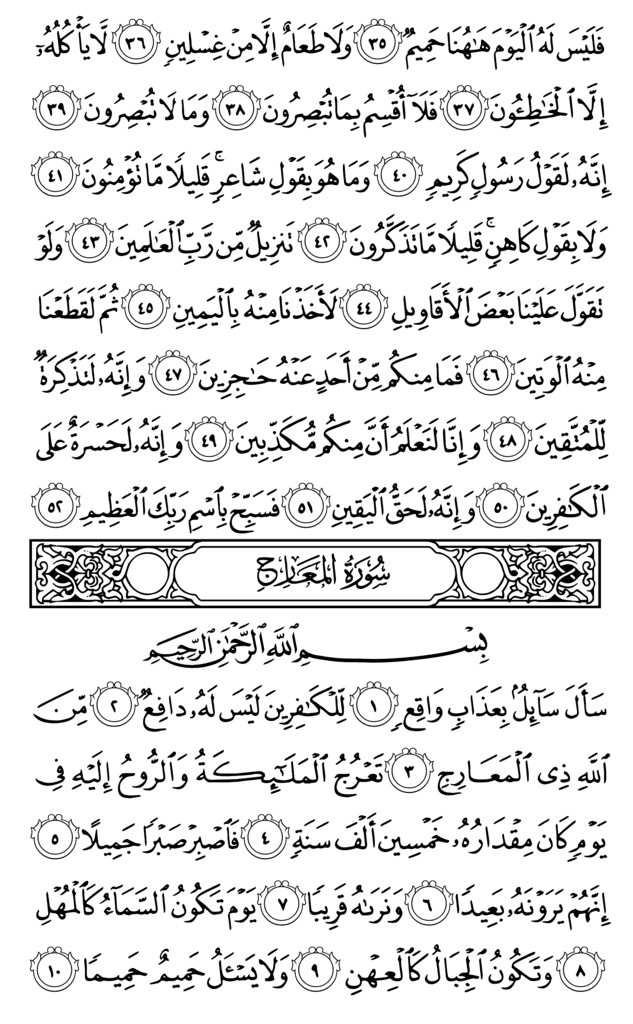 فَلَيْسَ لَهُ ٱلْيَوْمَ هَٰهُنَا حَمِيمٌ ٣٥ وَلَا طَعَامٌ إِلَّا مِنْ غِسْلِينٍ ٣٦ لَّا يَأْكُلُهُۥٓ
إِلَّا ٱلْخَٰطِـُٔونَ ٣٧ فَلَآ أُقْسِمُ بِمَا تُبْصِرُونَ ٣٨ وَمَا لَا تُبْصِرُونَ ٣٩
إِنَّهُۥ لَقَوْلُ رَسُولٍ كَرِيمٍ ٤٠ وَمَا هُوَ بِقَوْلِ شَاعِرٍۚ قَلِيلًا مَّا تُؤْمِنُونَ ٤١
وَلَا بِقَوْلِ كَاهِنٍۚ قَلِيلًا مَّا تَذَكَّرُونَ ٤٢ تَنزِيلٌ مِّن رَّبِّ ٱلْعَٰلَمِينَ ٤٣ وَلَوْ
تَقَوَّلَ عَلَيْنَا بَعْضَ ٱلْأَقَاوِيلِ ٤٤ لَأَخَذْنَا مِنْهُ بِٱلْيَمِينِ ٤٥ ثُمَّ لَقَطَعْنَا
مِنْهُ ٱلْوَتِينَ ٤٦ فَمَا مِنكُم مِّنْ أَحَدٍ عَنْهُ حَٰجِزِينَ ٤٧ وَإِنَّهُۥ لَتَذْكِرَةٌ
لِّلْمُتَّقِينَ ٤٨ وَإِنَّا لَنَعْلَمُ أَنَّ مِنكُم مُّكَذِّبِينَ ٤٩ وَإِنَّهُۥ لَحَسْرَةٌ عَلَى
ٱلْكَٰفِرِينَ ٥٠ وَإِنَّهُۥ لَحَقُّ ٱلْيَقِينِ ٥١ فَسَبِّحْ بِٱسْمِ رَبِّكَ ٱلْعَظِيمِ ٥٢
سُورَةُ المَعَارِجِ
بِسْمِ ٱللَّهِ ٱلرَّحْمَٰنِ ٱلرَّحِيمِ
سَأَلَ سَآئِلٌۢ بِعَذَابٍ وَاقِعٍ ١ لِّلْكَٰفِرِينَ لَيْسَ لَهُۥ دَافِعٌ ٢ مِّنَ
ٱللَّهِ ذِى ٱلْمَعَارِجِ ٣ تَعْرُجُ ٱلْمَلَٰٓئِكَةُ وَٱلرُّوحُ إِلَيْهِ فِى
يَوْمٍ كَانَ مِقْدَارُهُۥ خَمْسِينَ أَلْفَ سَنَةٍ ٤ فَٱصْبِرْ صَبْرًا جَمِيلًا ٥
إِنَّهُمْ يَرَوْنَهُۥ بَعِيدًا ٦ وَنَرَىٰهُ قَرِيبًا ٧ يَوْمَ تَكُونُ ٱلسَّمَآءُ كَٱلْمُهْلِ
٨ وَتَكُونُ ٱلْجِبَالُ كَٱلْعِهْنِ ٩ وَلَا يَسْـَٔلُ حَمِيمٌ حَمِيمًا ١٠